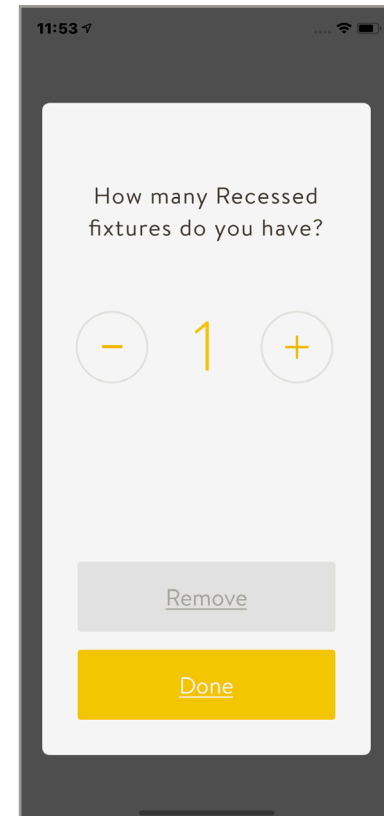 11:53
How many Recessed
fixtures do you have?
− 1 +
Remove
Done